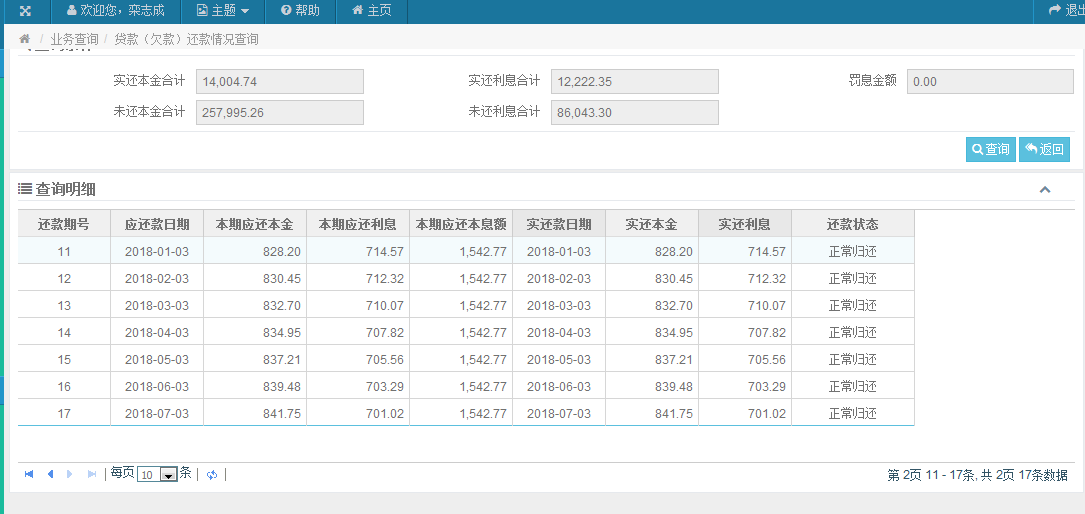 欢迎您，栾志成 主题 帮助 主页 退出
业务查询 / 贷款（欠款）还款情况查询
实还本金合计 14,004.74 实还利息合计 12,222.35 罚息金额 0.00
未还本金合计 257,995.26 未还利息合计 86,043.30
查询 返回
查询明细
还款期号 应还款日期 本期应还本金 本期应还利息 本期应还本息额 实还款日期 实还本金 实还利息 还款状态
11 2018-01-03 828.20 714.57 1,542.77 2018-01-03 828.20 714.57 正常归还
12 2018-02-03 830.45 712.32 1,542.77 2018-02-03 830.45 712.32 正常归还
13 2018-03-03 832.70 710.07 1,542.77 2018-03-03 832.70 710.07 正常归还
14 2018-04-03 834.95 707.82 1,542.77 2018-04-03 834.95 707.82 正常归还
15 2018-05-03 837.21 705.56 1,542.77 2018-05-03 837.21 705.56 正常归还
16 2018-06-03 839.48 703.29 1,542.77 2018-06-03 839.48 703.29 正常归还
17 2018-07-03 841.75 701.02 1,542.77 2018-07-03 841.75 701.02 正常归还
每页 10 条 第 2页 11 - 17条, 共 2页 17条数据